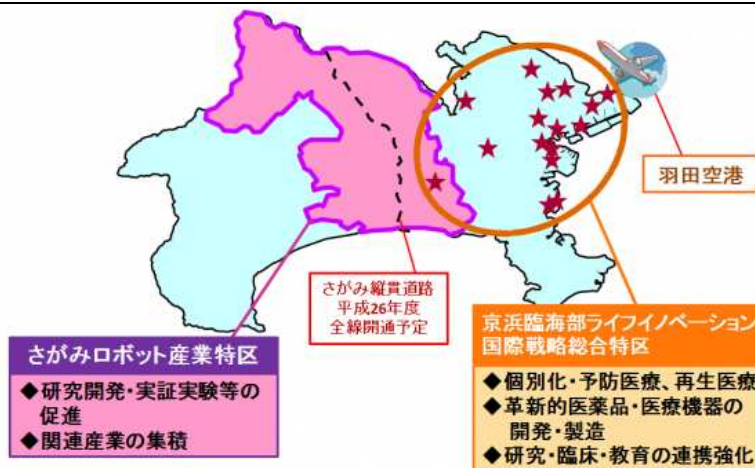 羽田空港
さがみ縦貫道路
平成26年度
全線開通予定
さがみロボット産業特区
◆研究開発・実証実験等の
促進
◆関連産業の集積
京浜臨海部ライフイノベーション
国際戦略総合特区
◆個別化・予防医療、再生医療
◆革新的医薬品・医療機器の
開発・製造
◆研究・臨床・教育の連携強化